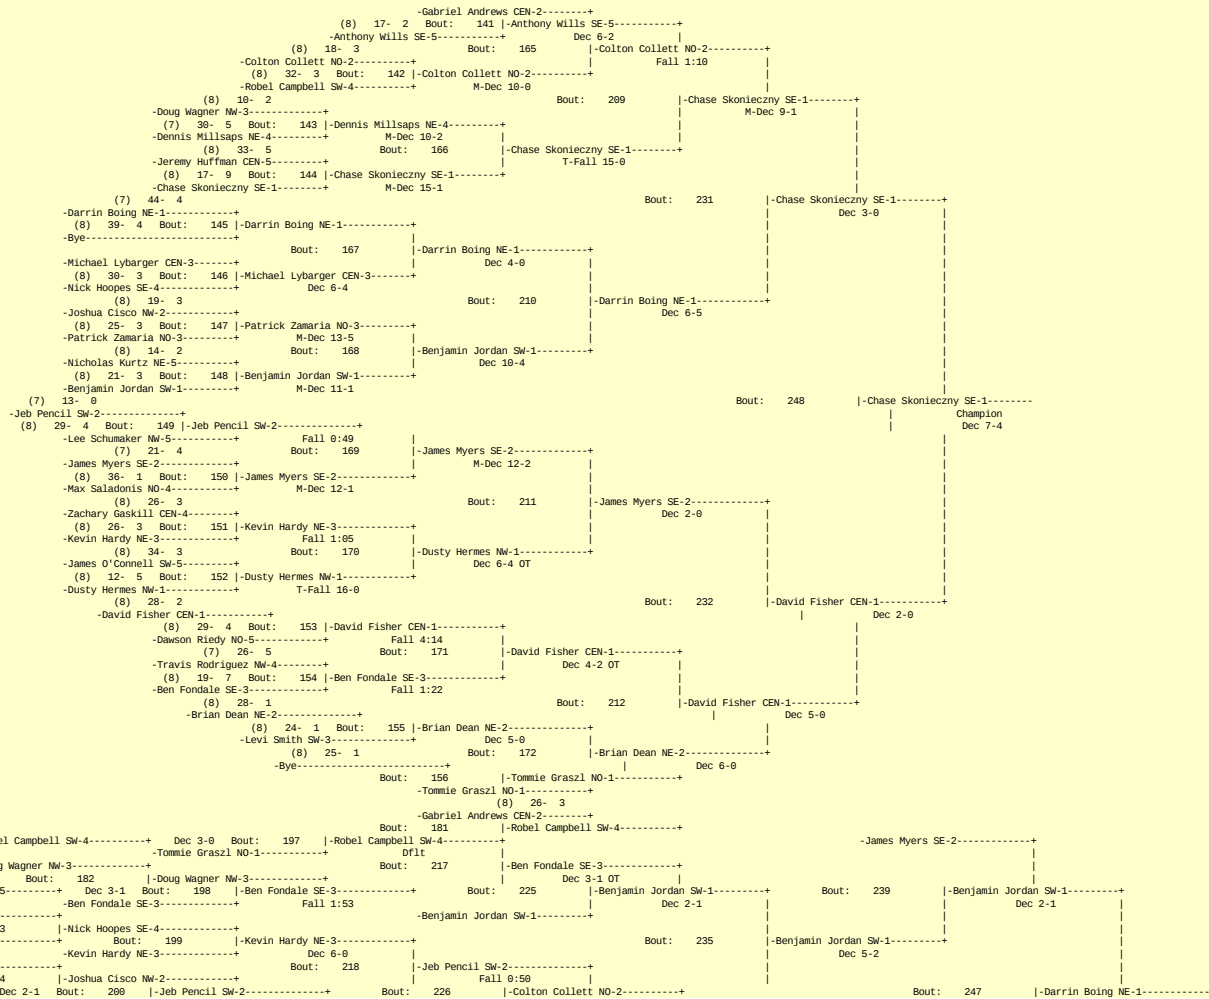 -Gabriel Andrews CEN-2--------+
(8) 17- 2 Bout: 141 |-Anthony Wills SE-5-----------+
-Anthony Wills SE-5-----------+ Dec 6-2 |
(8) 18- 3 Bout: 165 |-Colton Collett NO-2----------+
-Colton Collett NO-2----------+ | Fall 1:10 |
(8) 32- 3 Bout: 142 |-Colton Collett NO-2----------+ |
-Robel Campbell SW-4----------+ M-Dec 10-0 |
(8) 10- 2 Bout: 209 |-Chase Skonieczny SE-1--------+
-Doug Wagner NW-3-------------+ | M-Dec 9-1 |
(7) 30- 5 Bout: 143 |-Dennis Millsaps NE-4---------+ | |
-Dennis Millsaps NE-4---------+ M-Dec 10-2 | | |
(8) 33- 5 Bout: 166 |-Chase Skonieczny SE-1--------+ |
-Jeremy Huffman CEN-5---------+ | T-Fall 15-0 |
(8) 17- 9 Bout: 144 |-Chase Skonieczny SE-1--------+ |
-Chase Skonieczny SE-1--------+ M-Dec 15-1 |
(7) 44- 4 Bout: 231 |-Chase Skonieczny SE-1--------+
-Darrin Boing NE-1------------+ | Dec 3-0 |
(8) 39- 4 Bout: 145 |-Darrin Boing NE-1------------+ | |
-Bye-------------------------+ | | |
Bout: 167 |-Darrin Boing NE-1------------+ | |
-Michael Lybarger CEN-3-------+ Dec 4-0 | | |
(8) 30- 3 Bout: 146 |-Michael Lybarger CEN-3-------+ | | |
-Nick Hoopes SE-4-------------+ Dec 6-4 | | |
(8) 19- 3 Bout: 210 |-Darrin Boing NE-1------------+ |
-Joshua Cisco NW-2------------+ | Dec 6-5 |
(8) 25- 3 Bout: 147 |-Patrick Zamaria NO-3---------+ | |
-Patrick Zamaria NO-3---------+ M-Dec 13-5 | | |
(8) 14- 2 Bout: 168 |-Benjamin Jordan SW-1---------+ |
-Nicholas Kurtz NE-5----------+ | Dec 10-4 |
(8) 21- 3 Bout: 148 |-Benjamin Jordan SW-1---------+ |
-Benjamin Jordan SW-1---------+ M-Dec 11-1 |
(7) 13- 0 Bout: 248 |-Chase Skonieczny SE-1--------
-Jeb Pencil SW-2--------------+ | Champion
(8) 29- 4 Bout: 149 |-Jeb Pencil SW-2--------------+ | Dec 7-4
-Lee Schumaker NW-5-----------+ Fall 0:49 | |
(7) 21- 4 Bout: 169 |-James Myers SE-2-------------+ |
-James Myers SE-2-------------+ | M-Dec 12-2 | |
(8) 36- 1 Bout: 150 |-James Myers SE-2-------------+ | |
-Max Saladonis NO-4-----------+ M-Dec 12-1 | |
(8) 26- 3 Bout: 211 |-James Myers SE-2-------------+ |
-Zachary Gaskill CEN-4--------+ | Dec 2-0 | |
(8) 26- 3 Bout: 151 |-Kevin Hardy NE-3-------------+ | | |
-Kevin Hardy NE-3-------------+ Fall 1:05 | | | |
(8) 34- 3 Bout: 170 |-Dusty Hermes NW-1------------+ | |
-James O'Connell SW-5---------+ | Dec 6-4 OT | |
(8) 12- 5 Bout: 152 |-Dusty Hermes NW-1------------+ | |
-Dusty Hermes NW-1------------+ T-Fall 16-0 | |
(8) 28- 2 Bout: 232 |-David Fisher CEN-1-----------+
-David Fisher CEN-1-----------+ | Dec 2-0
(8) 29- 4 Bout: 153 |-David Fisher CEN-1-----------+ |
-Dawson Riedy NO-5------------+ Fall 4:14 | |
(7) 26- 5 Bout: 171 |-David Fisher CEN-1-----------+ |
-Travis Rodriguez NW-4--------+ | Dec 4-2 OT | |
(8) 19- 7 Bout: 154 |-Ben Fondale SE-3-------------+ | |
-Ben Fondale SE-3-------------+ Fall 1:22 | |
(8) 28- 1 Bout: 212 |-David Fisher CEN-1-----------+
-Brian Dean NE-2--------------+ | Dec 5-0
(8) 24- 1 Bout: 155 |-Brian Dean NE-2--------------+ |
-Levi Smith SW-3--------------+ Dec 5-0 | |
(8) 25- 1 Bout: 172 |-Brian Dean NE-2--------------+
-Bye-------------------------+ | Dec 6-0
Bout: 156 |-Tommie Graszl NO-1-----------+
-Tommie Graszl NO-1-----------+
(8) 26- 3
-Gabriel Andrews CEN-2--------+
Bout: 181 |-Robel Campbell SW-4----------+
el Campbell SW-4----------+ Dec 3-0 Bout: 197 |-Robel Campbell SW-4----------+ -James Myers SE-2-------------+
-Tommie Graszl NO-1-----------+ Dflt | |
g Wagner NW-3-------------+ Bout: 217 |-Ben Fondale SE-3-------------+ |
Bout: 182 |-Doug Wagner NW-3-------------+ | Dec 3-1 OT | |
5---------+ Dec 3-1 Bout: 198 |-Ben Fondale SE-3-------------+ Bout: 225 |-Benjamin Jordan SW-1---------+ Bout: 239 |-Benjamin Jordan SW-1---------+
-Ben Fondale SE-3-------------+ Fall 1:53 | Dec 2-1 | | Dec 2-1 |
----------+ -Benjamin Jordan SW-1---------+ | | |
3 |-Nick Hoopes SE-4-------------+ | | |
----------+ Bout: 199 |-Kevin Hardy NE-3-------------+ Bout: 235 |-Benjamin Jordan SW-1---------+ |
-Kevin Hardy NE-3-------------+ Dec 6-0 | | Dec 5-2 |
----------+ Bout: 218 |-Jeb Pencil SW-2--------------+ | |
4 |-Joshua Cisco NW-2------------+ | Fall 0:50 | | |
Dec 2-1 Bout: 200 |-Jeb Pencil SW-2--------------+ Bout: 226 |-Colton Collett NO-2----------+ Bout: 247 |-Darrin Boing NE-1------------